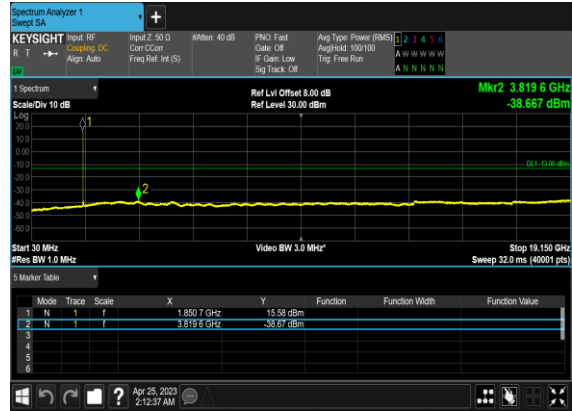 Spectrum Analyzer 1
Swept SA
+
KEYSIGHT Input: RF Input Z: 50 Ω #Atten: 40 dB PNO: Fast Avg Type: Power (RMS) 1 2 3 4 5 6
R T Coupling: DC Corr CCorr Gate: Off Avg|Hold: 100/100 A W W W W W
Align: Auto Freq Ref: Int (S) IF Gain: Low Trig: Free Run
Sig Track: Off A N N N N N
1 Spectrum Ref Lvl Offset 8.00 dB Mkr2 3.819 6 GHz
Scale/Div 10 dB Ref Level 30.00 dBm -38.667 dBm
Log
20.0
10.0
0.00
-10.0
-20.0
-30.0
-40.0
-50.0
-60.0
1
2
DL1 -13.00 dBm
Start 30 MHz Video BW 3.0 MHz* Stop 19.150 GHz
#Res BW 1.0 MHz Sweep 32.0 ms (40001 pts)
5 Marker Table
Mode Trace Scale X Y Function Function Width Function Value
1 N 1 f 1.850 7 GHz 15.58 dBm
2 N 1 f 3.819 6 GHz -38.67 dBm
3
4
5
6
? Apr 25, 2023
2:12:37 AM